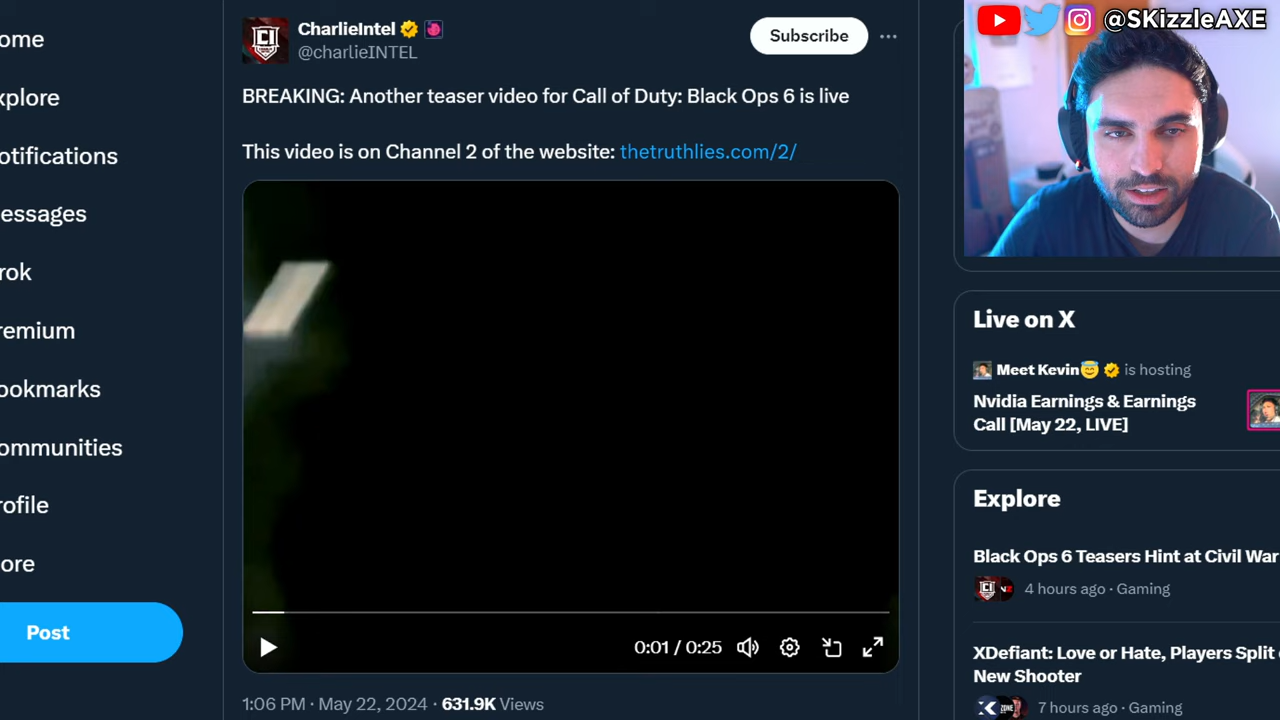 @SKizzleAXE
ome
xplore
otifications
essages
rok
remium
ookmarks
ommunities
rofile
ore
Post
CI
CharlieIntel
@charlieINTEL
Subscribe
BREAKING: Another teaser video for Call of Duty: Black Ops 6 is live
This video is on Channel 2 of the website: thetruthlies.com/2/
0:01 / 0:25
1:06 PM · May 22, 2024 · 631.9K Views
Live on X
Meet Kevin😇 is hosting
Nvidia Earnings & Earnings
Call [May 22, LIVE]
Explore
Black Ops 6 Teasers Hint at Civil War
4 hours ago · Gaming
XDefiant: Love or Hate, Players Split
New Shooter
7 hours ago · Gaming